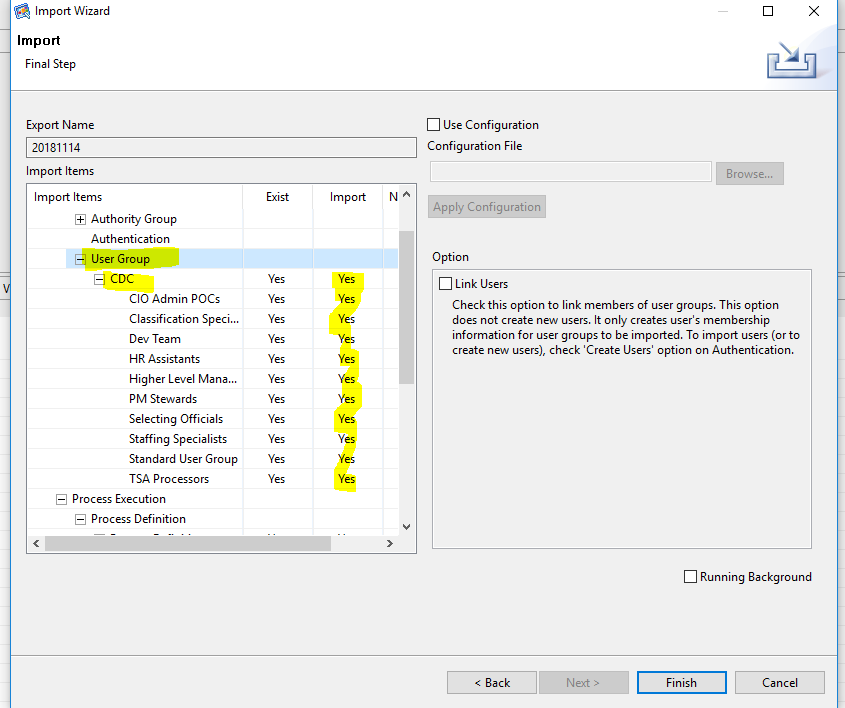 Import Wizard
Import
Final Step
Export Name
20181114
Import Items
Import Items Exist Import N
Authority Group
Authentication
User Group
CDC Yes Yes
CIO Admin POCs Yes Yes
Classification Speci... Yes Yes
Dev Team Yes Yes
HR Assistants Yes Yes
Higher Level Mana... Yes Yes
PM Stewards Yes Yes
Selecting Officials Yes Yes
Staffing Specialists Yes Yes
Standard User Group Yes Yes
TSA Processors Yes Yes
Process Execution
Process Definition
Use Configuration
Configuration File
Browse...
Apply Configuration
Option
Link Users
Check this option to link members of user groups. This option
does not create new users. It only creates user's membership
information for user groups to be imported. To import users (or to
create new users), check 'Create Users' option on Authentication.
Running Background
< Back Next > Finish Cancel